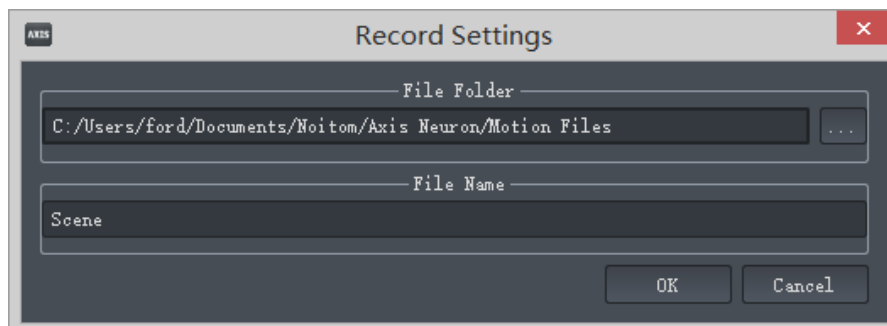 AXIS
Record Settings
File Folder
C:/Users/ford/Documents/Noitom/Axis Neuron/Motion Files
...
File Name
Scene
OK
Cancel